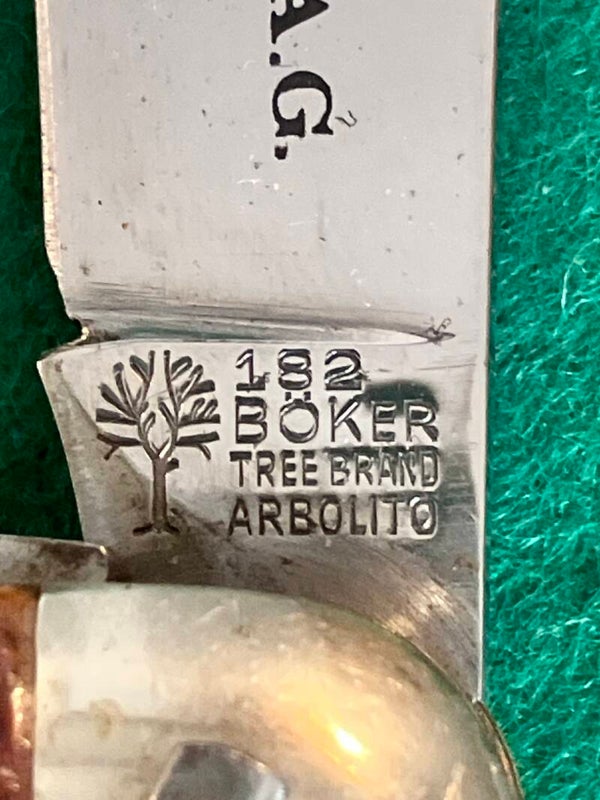 A.G.
182
BÖKER
TREE BRAND
ARBOLITO